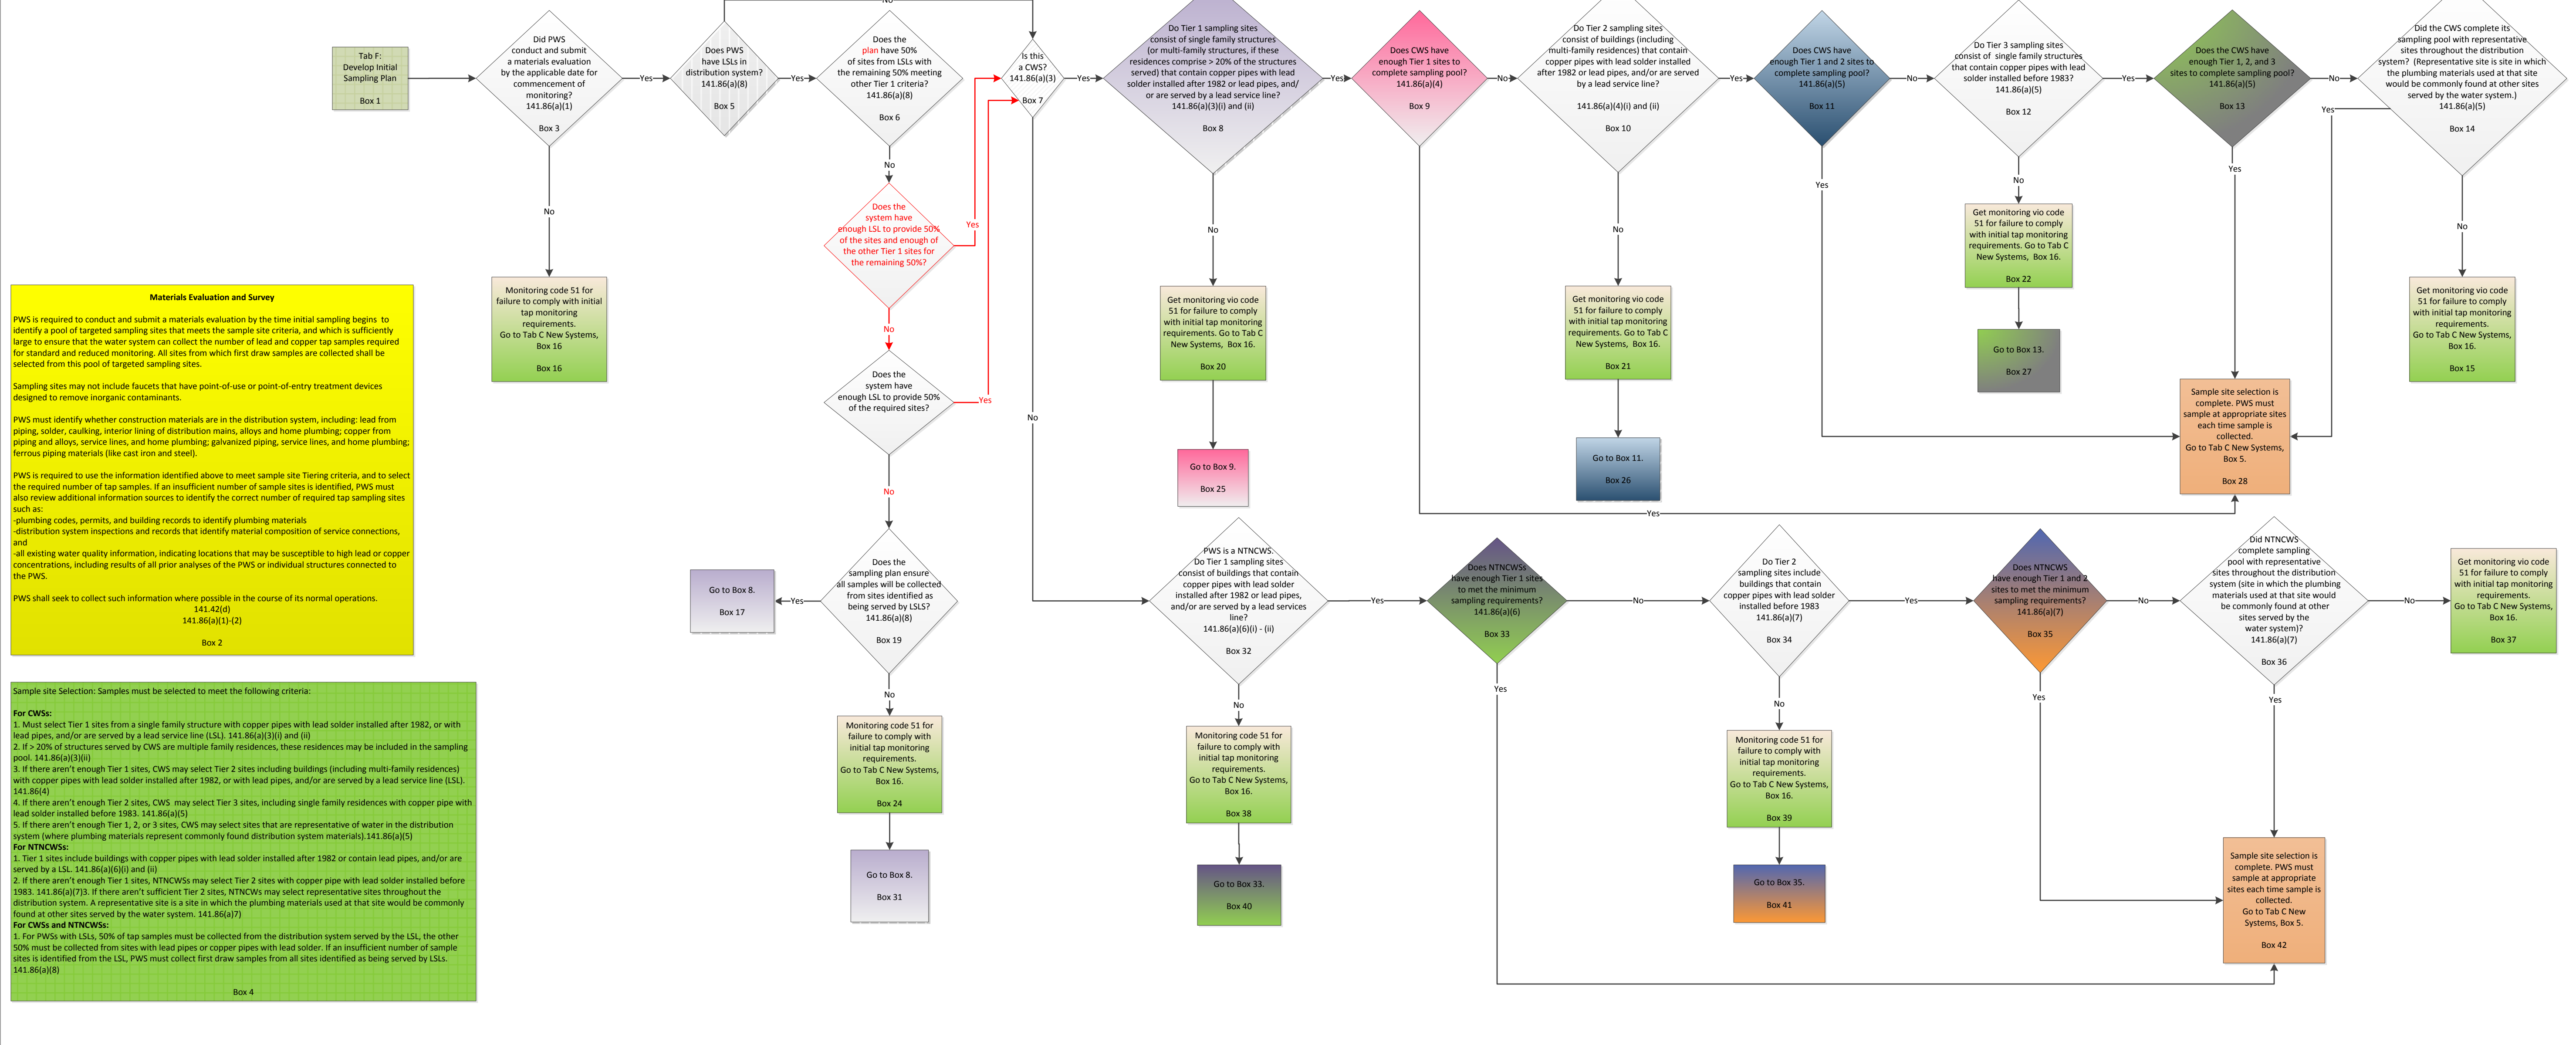 No
Tab F:
Develop Initial
Sampling Plan
Box 1
Did PWS
conduct and submit
a materials evaluation
by the applicable date for
commencement of
monitoring?
141.86(a)(1)
Box 3
Yes
Does PWS
have LSLs in
distribution system?
141.86(a)(8)
Box 5
Yes
Does the
plan have 50%
of sites from LSLs with
the remaining 50% meeting
other Tier 1 criteria?
141.86(a)(8)
Box 6
Is this
a CWS?
141.86(a)(3)
Box 7
Yes
Do Tier 1 sampling sites
consist of single family structures
(or multi-family structures, if these
residences comprise > 20% of the structures
served) that contain copper pipes with lead
solder installed after 1982 or lead pipes, and/
or are served by a lead service line?
141.86(a)(3)(i) and (ii)
Box 8
Yes
Does CWS have
enough Tier 1 sites to
complete sampling pool?
141.86(a)(4)
Box 9
No
Do Tier 2 sampling sites
consist of buildings (including
multi-family residences) that contain
copper pipes with lead solder installed
after 1982 or lead pipes, and/or are served
by a lead service line?
141.86(a)(4)(i) and (ii)
Box 10
Yes
Does CWS have
enough Tier 1 and 2 sites to
complete sampling pool?
141.86(a)(5)
Box 11
No
Do Tier 3 sampling sites
consist of single family structures
that contain copper pipes with lead
solder installed before 1983?
141.86(a)(5)
Box 12
Yes
Does the CWS have
enough Tier 1, 2, and 3
sites to complete sampling pool?
141.86(a)(5)
Box 13
No
Did the CWS complete its
sampling pool with representative
sites throughout the distribution
system? (Representative site is site in which
the plumbing materials used at that site
would be commonly found at other sites
served by the water system.)
141.86(a)(5)
Box 14
Yes
No
Monitoring code 51 for
failure to comply with initial
tap monitoring
requirements.
Go to Tab C New Systems,
Box 16
Box 16
No
Does the
system have
enough LSL to provide 50%
of the sites and enough of
the other Tier 1 sites for
the remaining 50%?
Yes
No
Does the
system have
enough LSL to provide 50%
of the required sites?
Yes
No
Does the
sampling plan ensure
all samples will be collected
from sites identified as
being served by LSLS?
141.86(a)(8)
Box 19
Yes
Go to Box 8.
Box 17
No
Monitoring code 51 for
failure to comply with
initial tap monitoring
requirements.
Go to Tab C New Systems,
Box 16.
Box 24
Go to Box 8.
Box 31
No
Get monitoring vio code
51 for failure to comply
with initial tap monitoring
requirements. Go to Tab C
New Systems, Box 16.
Box 20
Go to Box 9.
Box 25
No
Get monitoring vio code
51 for failure to comply
with initial tap monitoring
requirements. Go to Tab C
New Systems, Box 16.
Box 21
Go to Box 11.
Box 26
Yes
No
Get monitoring vio code
51 for failure to comply
with initial tap monitoring
requirements. Go to Tab C
New Systems, Box 16.
Box 22
Go to Box 13.
Box 27
Yes
Sample site selection is
complete. PWS must
sample at appropriate sites
each time sample is
collected.
Go to Tab C New Systems,
Box 5.
Box 28
No
Get monitoring vio code
51 for failure to comply
with initial tap monitoring
requirements.
Go to Tab C New Systems,
Box 16.
Box 15
Yes
No
PWS is a NTNCWS.
Do Tier 1 sampling sites
consist of buildings that contain
copper pipes with lead solder
installed after 1982 or lead pipes,
and/or are served by a lead services
line?
141.86(a)(6)(i) - (ii)
Box 32
Yes
Does NTNCWSs
have enough Tier 1 sites
to met the minimum
sampling requirements?
141.86(a)(6)
Box 33
No
Do Tier 2
sampling sites include
buildings that contain
copper pipes with lead solder
installed before 1983
141.86(a)(7)
Box 34
Yes
Does NTNCWS
have enough Tier 1 and 2
sites to met the minimum
sampling requirements?
141.86(a)(7)
Box 35
No
Did NTNCWS
complete sampling
pool with representative
sites throughout the distribution
system (site in which the plumbing
materials used at that site would
be commonly found at other
sites served by the
water system)?
141.86(a)(7)
Box 36
No
Get monitoring vio code
51 for failure to comply
with initial tap monitoring
requirements.
Go to Tab C New Systems,
Box 16.
Box 37
No
Monitoring code 51 for
failure to comply with
initial tap monitoring
requirements.
Go to Tab C New Systems,
Box 16.
Box 38
Go to Box 33.
Box 40
Yes
No
Monitoring code 51 for
failure to comply with
initial tap monitoring
requirements.
Go to Tab C New Systems,
Box 16.
Box 39
Go to Box 35.
Box 41
Yes
Yes
Sample site selection is
complete. PWS must
sample at appropriate
sites each time sample is
collected.
Go to Tab C New
Systems, Box 5.
Box 42
Materials Evaluation and Survey
PWS is required to conduct and submit a materials evaluation by the time initial sampling begins to
identify a pool of targeted sampling sites that meets the sample site criteria, and which is sufficiently
large to ensure that the water system can collect the number of lead and copper tap samples required
for standard and reduced monitoring. All sites from which first draw samples are collected shall be
selected from this pool of targeted sampling sites.
Sampling sites may not include faucets that have point-of-use or point-of-entry treatment devices
designed to remove inorganic contaminants.
PWS must identify whether construction materials are in the distribution system, including: lead from
piping, solder, caulking, interior lining of distribution mains, alloys and home plumbing; copper from
piping and alloys, service lines, and home plumbing; galvanized piping, service lines, and home plumbing;
ferrous piping materials (like cast iron and steel).
PWS is required to use the information identified above to meet sample site Tiering criteria, and to select
the required number of tap samples. If an insufficient number of sample sites is identified, PWS must
also review additional information sources to identify the correct number of required tap sampling sites
such as:
-plumbing codes, permits, and building records to identify plumbing materials
-distribution system inspections and records that identify material composition of service connections,
and
-all existing water quality information, indicating locations that may be susceptible to high lead or copper
concentrations, including results of all prior analyses of the PWS or individual structures connected to
the PWS.
PWS shall seek to collect such information where possible in the course of its normal operations.
141.42(d)
141.86(a)(1)-(2)
Box 2
Sample site Selection: Samples must be selected to meet the following criteria:
For CWSs:
1. Must select Tier 1 sites from a single family structure with copper pipes with lead solder installed after 1982, or with
lead pipes, and/or are served by a lead service line (LSL). 141.86(a)(3)(i) and (ii)
2. If > 20% of structures served by CWS are multiple family residences, these residences may be included in the sampling
pool. 141.86(a)(3)(ii)
3. If there aren't enough Tier 1 sites, CWS may select Tier 2 sites including buildings (including multi-family residences)
with copper pipes with lead solder installed after 1982, or with lead pipes, and/or are served by a lead service line (LSL).
141.86(4)
4. If there aren't enough Tier 2 sites, CWS may select Tier 3 sites, including single family residences with copper pipe with
lead solder installed before 1983. 141.86(a)(5)
5. If there aren't enough Tier 1, 2, or 3 sites, CWS may select sites that are representative of water in the distribution
system (where plumbing materials represent commonly found distribution system materials).141.86(a)(5)
For NTNCWSs:
1. Tier 1 sites include buildings with copper pipes with lead solder installed after 1982 or contain lead pipes, and/or are
served by a LSL. 141.86(a)(6)(i) and (ii)
2. If there aren't enough Tier 1 sites, NTNCWSs may select Tier 2 sites with copper pipe with lead solder installed before
1983. 141.86(a)(7)3. If there aren't sufficient Tier 2 sites, NTNCWs may select representative sites throughout the
distribution system. A representative site is a site in which the plumbing materials used at that site would be commonly
found at other sites served by the water system. 141.86(a)7)
For CWSs and NTNCWSs:
1. For PWSs with LSLs, 50% of tap samples must be collected from the distribution system served by the LSL, the other
50% must be collected from sites with lead pipes or copper pipes with lead solder. If an insufficient number of sample
sites is identified from the LSL, PWS must collect first draw samples from all sites identified as being served by LSLs.
141.86(a)(8)
Box 4